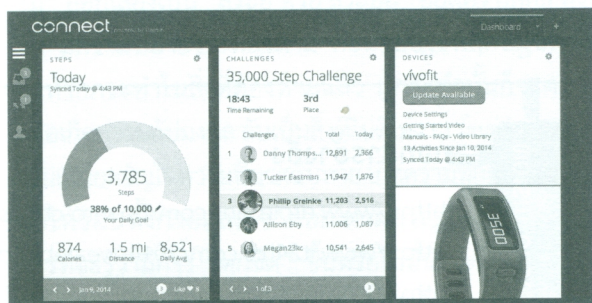 connect
Dashboard
STEPS
Today
Synced Today @ 4:43 PM
3,785
Steps
38% of 10,000
Your Daily Goal
874
Calories
1.5 mi
Distance
8,521
Daily Avg
Jan 9, 2014
Like 8
CHALLENGES
35,000 Step Challenge
18:43
Time Remaining
3rd
Place
Challenger Total Today
1 Danny Thomps... 12,891 2,366
2 Tucker Eastman 11,947 1,876
3 Phillip Greinke 11,203 2,516
4 Allison Eby 11,006 1,087
5 Megan23kc 10,541 2,645
1 of 3
DEVICES
vívofit
Update Available
Device Settings
Getting Started Video
Manuals - FAQs - Video Library
13 Activities Since Jan 10, 2014
Synced Today @ 4:43 PM